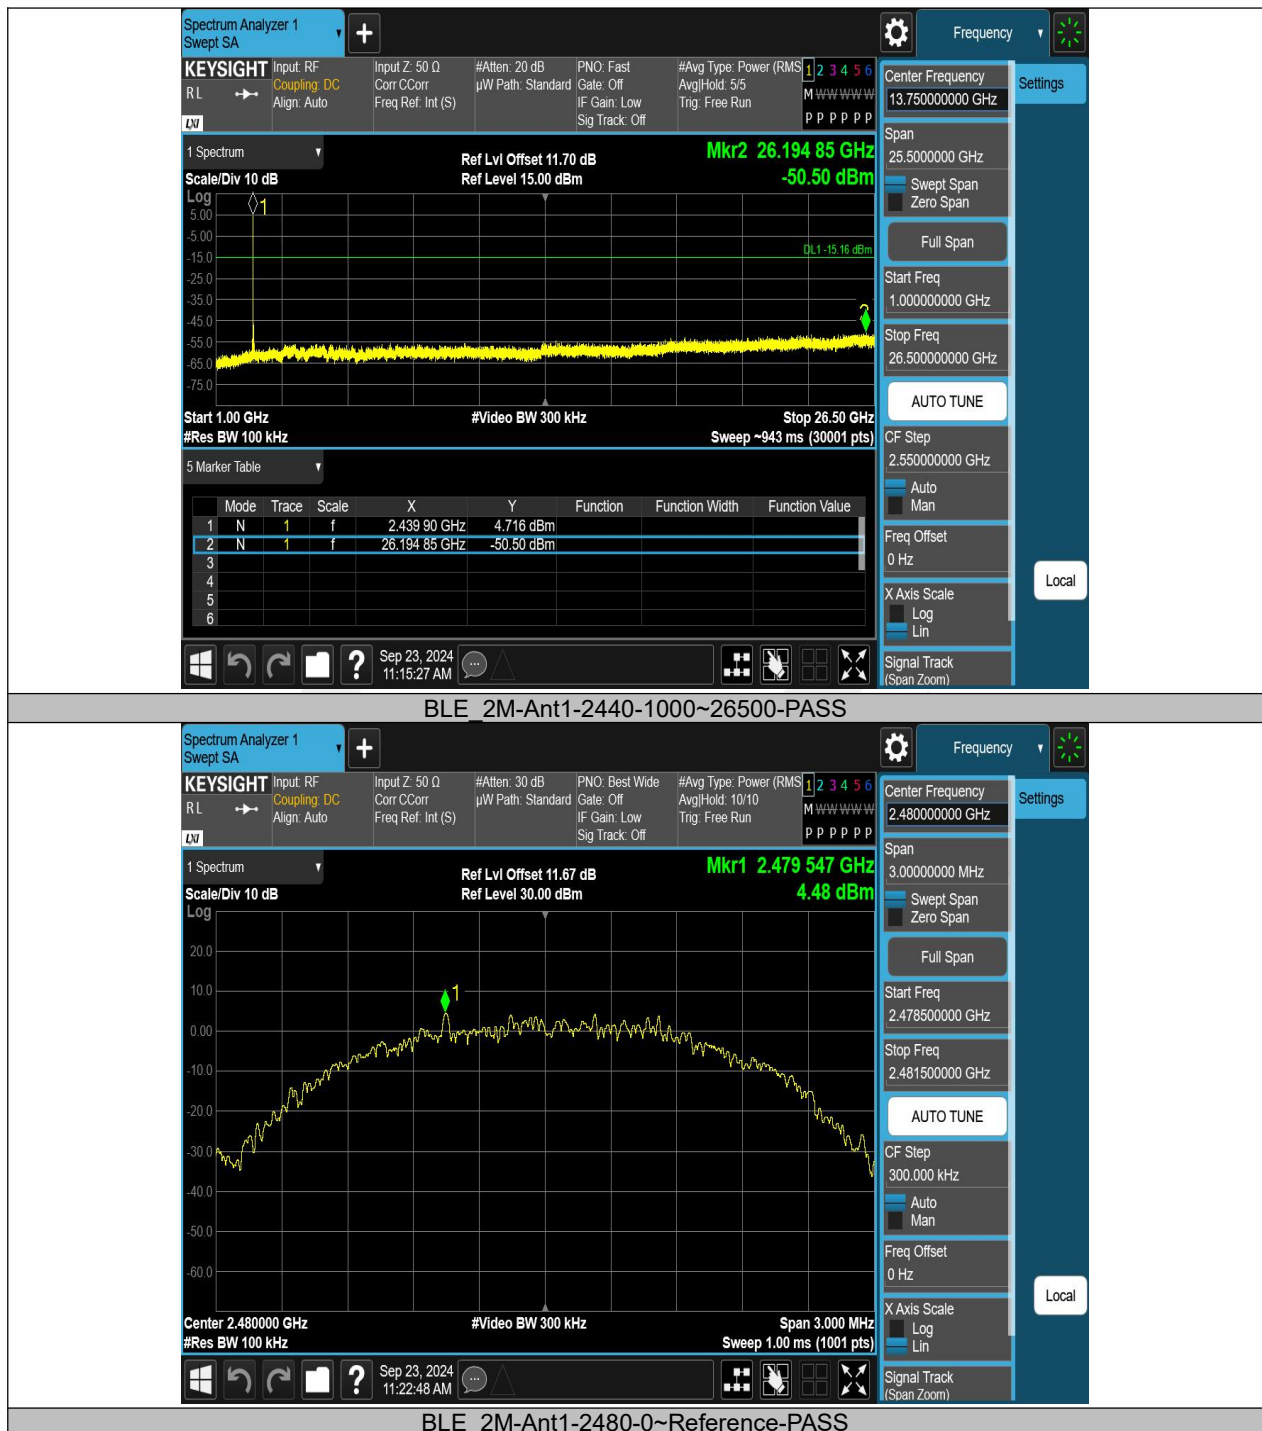 Spectrum Analyzer 1
Swept SA
Frequency
KEYSIGHT
RL
LXI
Input: RF
Coupling: DC
Align: Auto
Input Z: 50 Ω
Corr CCorr
Freq Ref: Int (S)
#Atten: 20 dB
µW Path: Standard
PNO: Fast
Gate: Off
IF Gain: Low
Sig Track: Off
#Avg Type: Power (RMS
Avg|Hold: 5/5
Trig: Free Run
1 2 3 4 5 6
M W W W W W
P P P P P P
Center Frequency
13.750000000 GHz
Settings
Span
25.5000000 GHz
Swept Span
Zero Span
Full Span
Start Freq
1.000000000 GHz
Stop Freq
26.500000000 GHz
AUTO TUNE
CF Step
2.550000000 GHz
Auto
Man
Freq Offset
0 Hz
X Axis Scale
Log
Lin
Signal Track
(Span Zoom)
Local
1 Spectrum
Scale/Div 10 dB
Log
Ref Lvl Offset 11.70 dB
Ref Level 15.00 dBm
Mkr2 26.194 85 GHz
-50.50 dBm
1
2
DL1 -15.16 dBm
5.00
-5.00
-15.0
-25.0
-35.0
-45.0
-55.0
-65.0
-75.0
Start 1.00 GHz
#Video BW 300 kHz
Stop 26.50 GHz
#Res BW 100 kHz
Sweep ~943 ms (30001 pts)
5 Marker Table
Mode Trace Scale X Y Function Function Width Function Value
1 N 1 f 2.439 90 GHz 4.716 dBm
2 N 1 f 26.194 85 GHz -50.50 dBm
3
4
5
6
Sep 23, 2024
11:15:27 AM
BLE_2M-Ant1-2440-1000~26500-PASS
Spectrum Analyzer 1
Swept SA
Frequency
KEYSIGHT
RL
LXI
Input: RF
Coupling: DC
Align: Auto
Input Z: 50 Ω
Corr CCorr
Freq Ref: Int (S)
#Atten: 30 dB
µW Path: Standard
PNO: Best Wide
Gate: Off
IF Gain: Low
Sig Track: Off
#Avg Type: Power (RMS
Avg|Hold: 10/10
Trig: Free Run
1 2 3 4 5 6
M W W W W W
P P P P P P
Center Frequency
2.480000000 GHz
Settings
Span
3.00000000 MHz
Swept Span
Zero Span
Full Span
Start Freq
2.478500000 GHz
Stop Freq
2.481500000 GHz
AUTO TUNE
CF Step
300.000 kHz
Auto
Man
Freq Offset
0 Hz
X Axis Scale
Log
Lin
Signal Track
(Span Zoom)
Local
1 Spectrum
Scale/Div 10 dB
Log
Ref Lvl Offset 11.67 dB
Ref Level 30.00 dBm
Mkr1 2.479 547 GHz
4.48 dBm
1
20.0
10.0
0.00
-10.0
-20.0
-30.0
-40.0
-50.0
-60.0
Center 2.480000 GHz
#Video BW 300 kHz
Span 3.000 MHz
#Res BW 100 kHz
Sweep 1.00 ms (1001 pts)
Sep 23, 2024
11:22:48 AM
BLE_2M-Ant1-2480-0~Reference-PASS